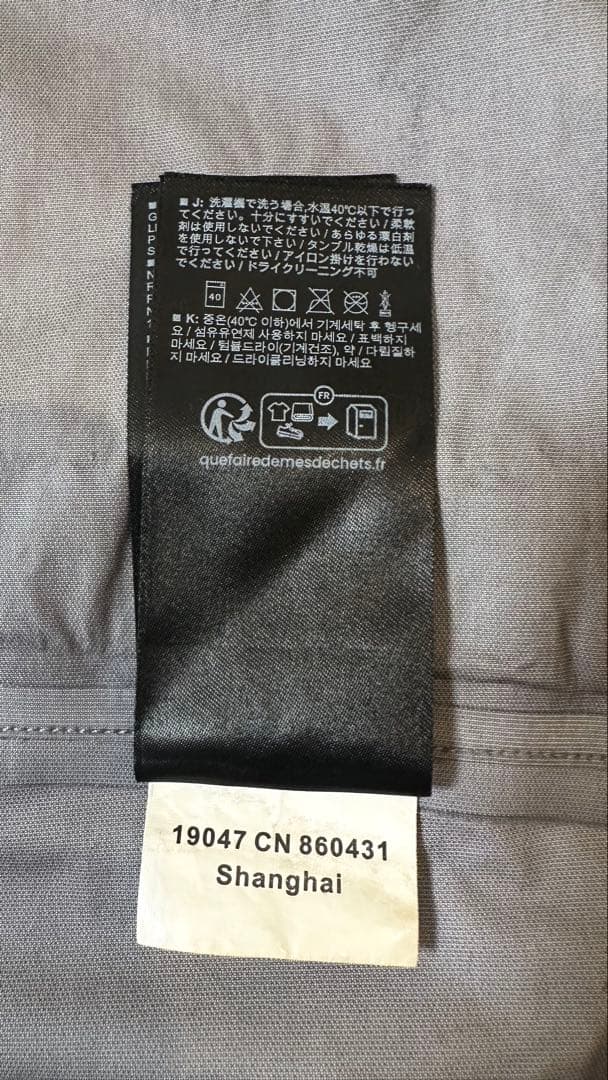 ■ J: 洗濯機で洗う場合,水温40℃以下で行っ
てください。十分にすすいでください / 柔軟
剤は使用しないでください / あらゆる漂白剤
を使用しないで下さい / タンブル乾燥は低温
で行ってください / アイロン掛けを行わない
でください / ドライクリーニング不可
40
■ K: 중온(40℃ 이하)에서 기계세탁 후 헹구세
요 / 섬유유연제 사용하지 마세요 / 표백하지
마세요 / 텀블드라이(기계건조), 약 / 다림질하
지 마세요 / 드라이클리닝하지 마세요
FR
quefairedemesdechets.fr
19047 CN 860431
Shanghai